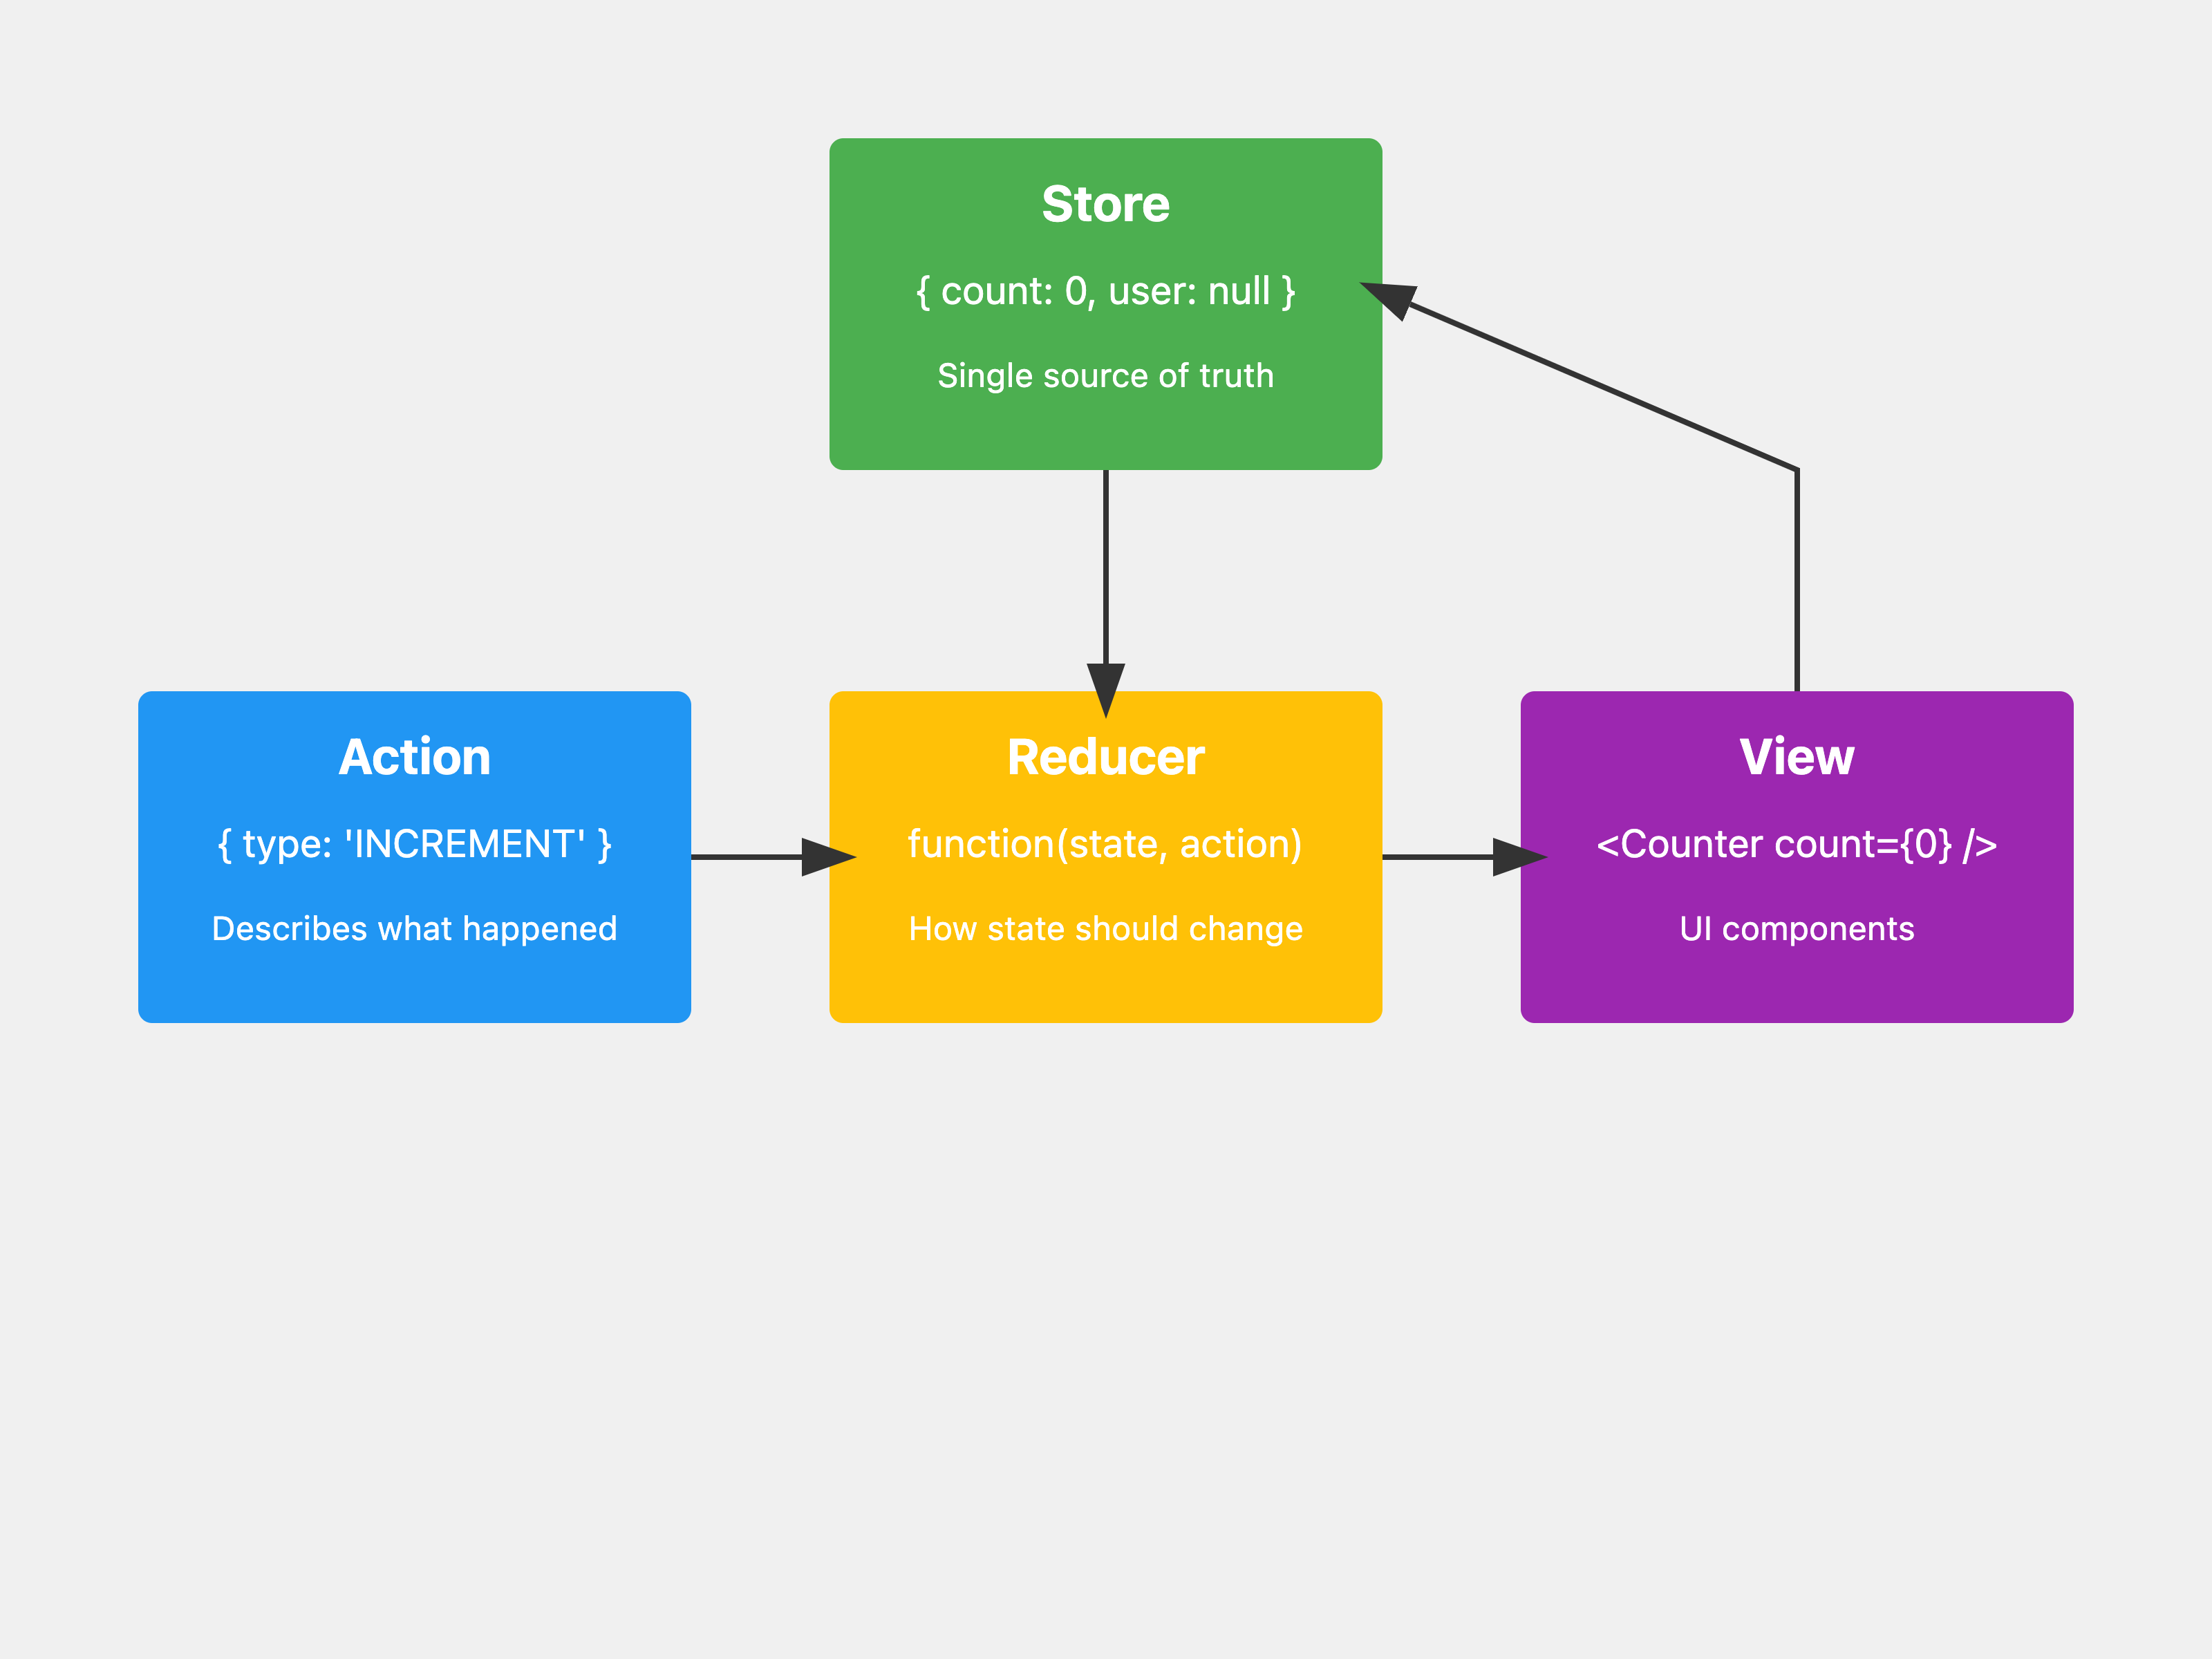 Store
{ count: 0, user: null }
Single source of truth
Action
{ type: 'INCREMENT' }
Describes what happened
Reducer
function(state, action)
How state should change
View
<Counter count={0} />
UI components